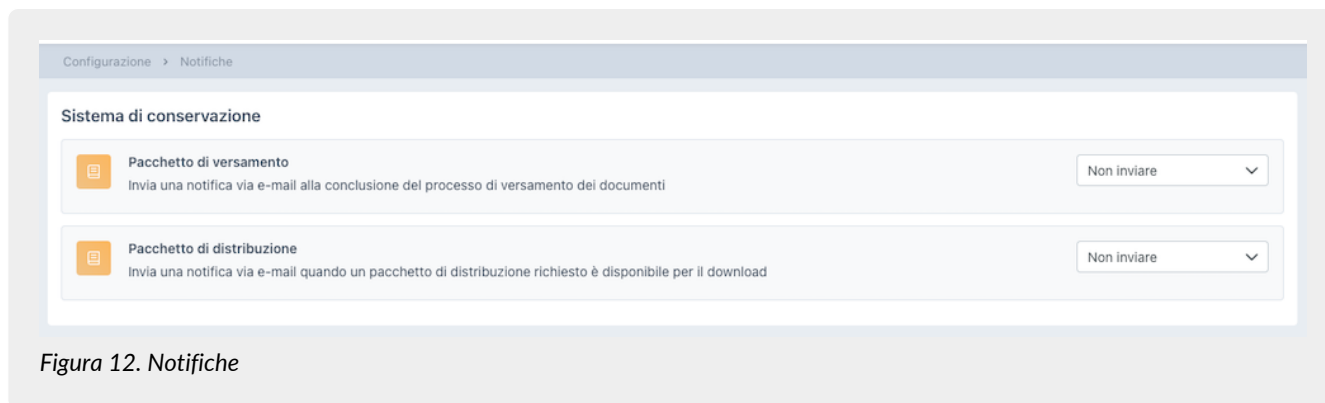 Configurazione > Notifiche
Sistema di conservazione
Pacchetto di versamento
Non inviare
Invia una notifica via e-mail alla conclusione del processo di versamento dei documenti
Pacchetto di distribuzione
Non inviare
Invia una notifica via e-mail quando un pacchetto di distribuzione richiesto è disponibile per il download
Figura 12. Notifiche